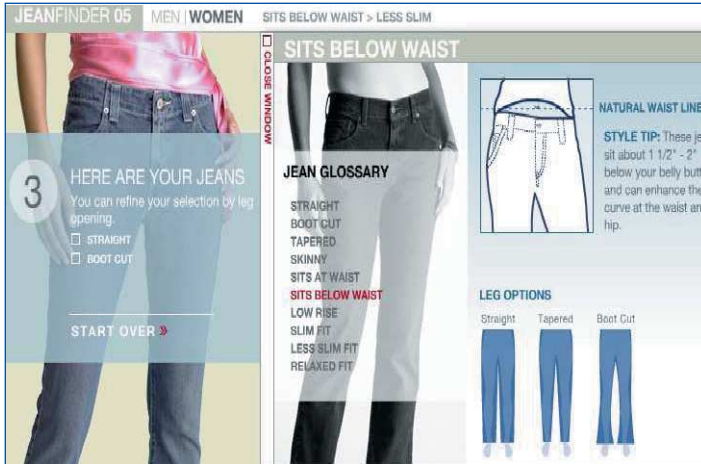 JEANFINDER 05 MEN | WOMEN SITS BELOW WAIST > LESS SLIM
3
HERE ARE YOUR JEANS
You can refine your selection by leg
opening.
STRAIGHT
BOOT CUT
START OVER »
CLOSE WINDOW
SITS BELOW WAIST
JEAN GLOSSARY
STRAIGHT
BOOT CUT
TAPERED
SKINNY
SITS AT WAIST
SITS BELOW WAIST
LOW RISE
SLIM FIT
LESS SLIM FIT
RELAXED FIT
NATURAL WAIST LINE
STYLE TIP: These je
sit about 1 1/2" - 2"
below your belly butt
and can enhance the
curve at the waist an
hip.
LEG OPTIONS
Straight Tapered Boot Cut